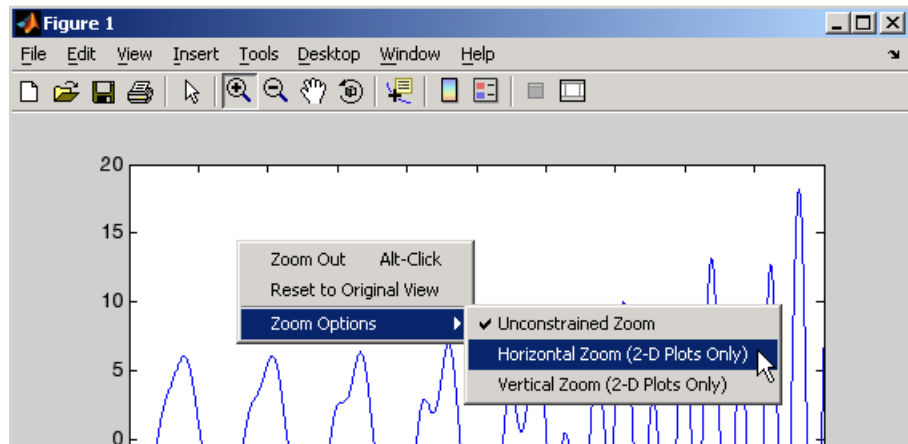 Figure 1
File Edit View Insert Tools Desktop Window Help
20
15
10
5
0
Zoom Out Alt-Click
Reset to Original View
Zoom Options
Unconstrained Zoom
Horizontal Zoom (2-D Plots Only)
Vertical Zoom (2-D Plots Only)